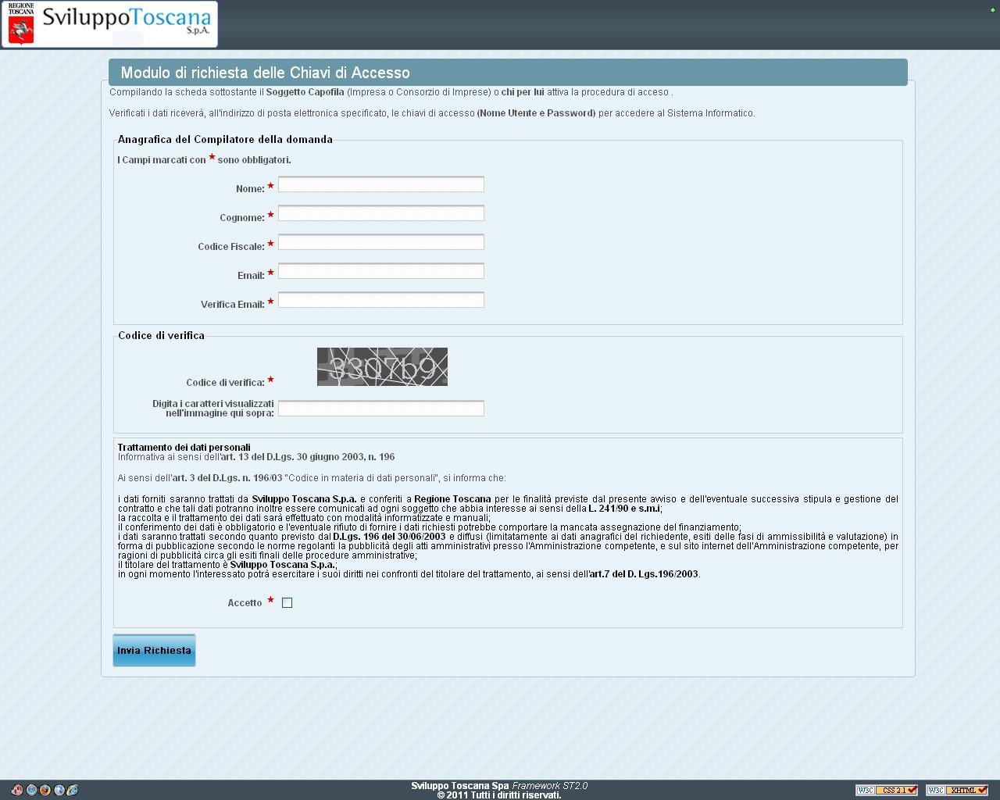 REGIONE
TOSCANA
SviluppoToscana
S.p.A.
Modulo di richiesta delle Chiavi di Accesso
Compilando la scheda sottostante il Soggetto Capofila (Impresa o Consorzio di Imprese) o chi per lui attiva la procedura di acceso .
Verificati i dati riceverà, all'indirizzo di posta elettronica specificato, le chiavi di accesso (Nome Utente e Password) per accedere al Sistema Informatico.
Anagrafica del Compilatore della domanda
I Campi marcati con ★ sono obbligatori.
Nome: ★
Cognome: ★
Codice Fiscale: ★
Email: ★
Verifica Email: ★
Codice di verifica
3307b9
Codice di verifica: ★
Digita i caratteri visualizzati
nell'immagine qui sopra:
Trattamento dei dati personali
Informativa ai sensi dell'art. 13 del D.Lgs. 30 giugno 2003, n. 196
Ai sensi dell'art. 3 del D.Lgs. n. 196/03 "Codice in materia di dati personali", si informa che:
i dati forniti saranno trattati da Sviluppo Toscana S.p.a. e conferiti a Regione Toscana per le finalità previste dal presente avviso e dell'eventuale successiva stipula e gestione del
contratto e che tali dati potranno inoltre essere comunicati ad ogni soggetto che abbia interesse ai sensi della L. 241/90 e s.m.i;
la raccolta e il trattamento dei dati sarà effettuato con modalità informatizzate e manuali;
il conferimento dei dati è obbligatorio e l'eventuale rifiuto di fornire i dati richiesti potrebbe comportare la mancata assegnazione del finanziamento;
i dati saranno trattati secondo quanto previsto dal D.Lgs. 196 del 30/06/2003 e diffusi (limitatamente ai dati anagrafici del richiedente, esiti delle fasi di ammissibilità e valutazione) in
forma di pubblicazione secondo le norme regolanti la pubblicità degli atti amministrativi presso l'Amministrazione competente, e sul sito internet dell'Amministrazione competente, per
ragioni di pubblicità circa gli esiti finali delle procedure amministrative;
il titolare del trattamento è Sviluppo Toscana S.p.a.;
in ogni momento l'interessato potrà esercitare i suoi diritti nei confronti del titolare del trattamento, ai sensi dell'art.7 del D. Lgs.196/2003.
Accetto ★
Invia Richiesta
Sviluppo Toscana Spa Framework ST2.0
© 2011 Tutti i diritti riservati.
W3C CSS 2.1
W3C XHTML